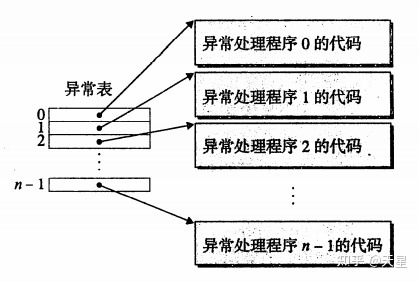 异常处理程序 0 的代码
异常表
0
异常处理程序 1 的代码
1
2
异常处理程序 2 的代码
n – 1
异常处理程序 n – 1的代码
知乎 @天星